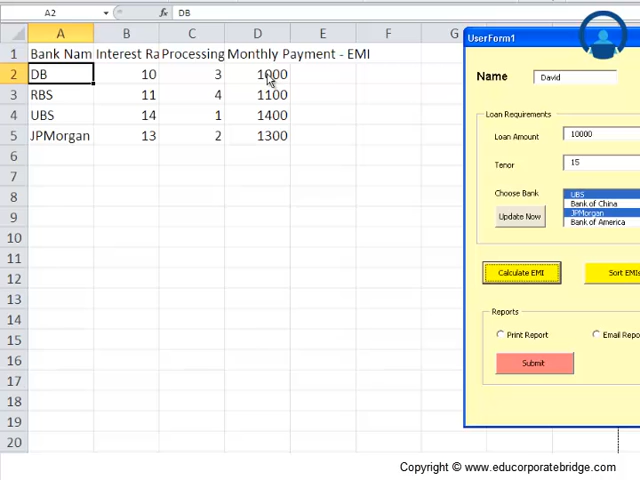 A2 fx DB
A B C D E F G
1 Bank Nam Interest Ra Processing Monthly Payment - EMI
2 DB 10 3 1000
3 RBS 11 4 1100
4 UBS 14 1 1400
5 JPMorgan 13 2 1300
6
7
8
9
10
11
12
13
14
15
16
17
18
19
20
UserForm1
Name David
Loan Requirements
Loan Amount 10000
Tenor 15
Choose Bank UBS
Bank of China
JPMorgan
Bank of America
Update Now
Calculate EMI Sort EMIs
Reports
Print Report Email Repo
Submit
Copyright © www.educorporatebridge.com